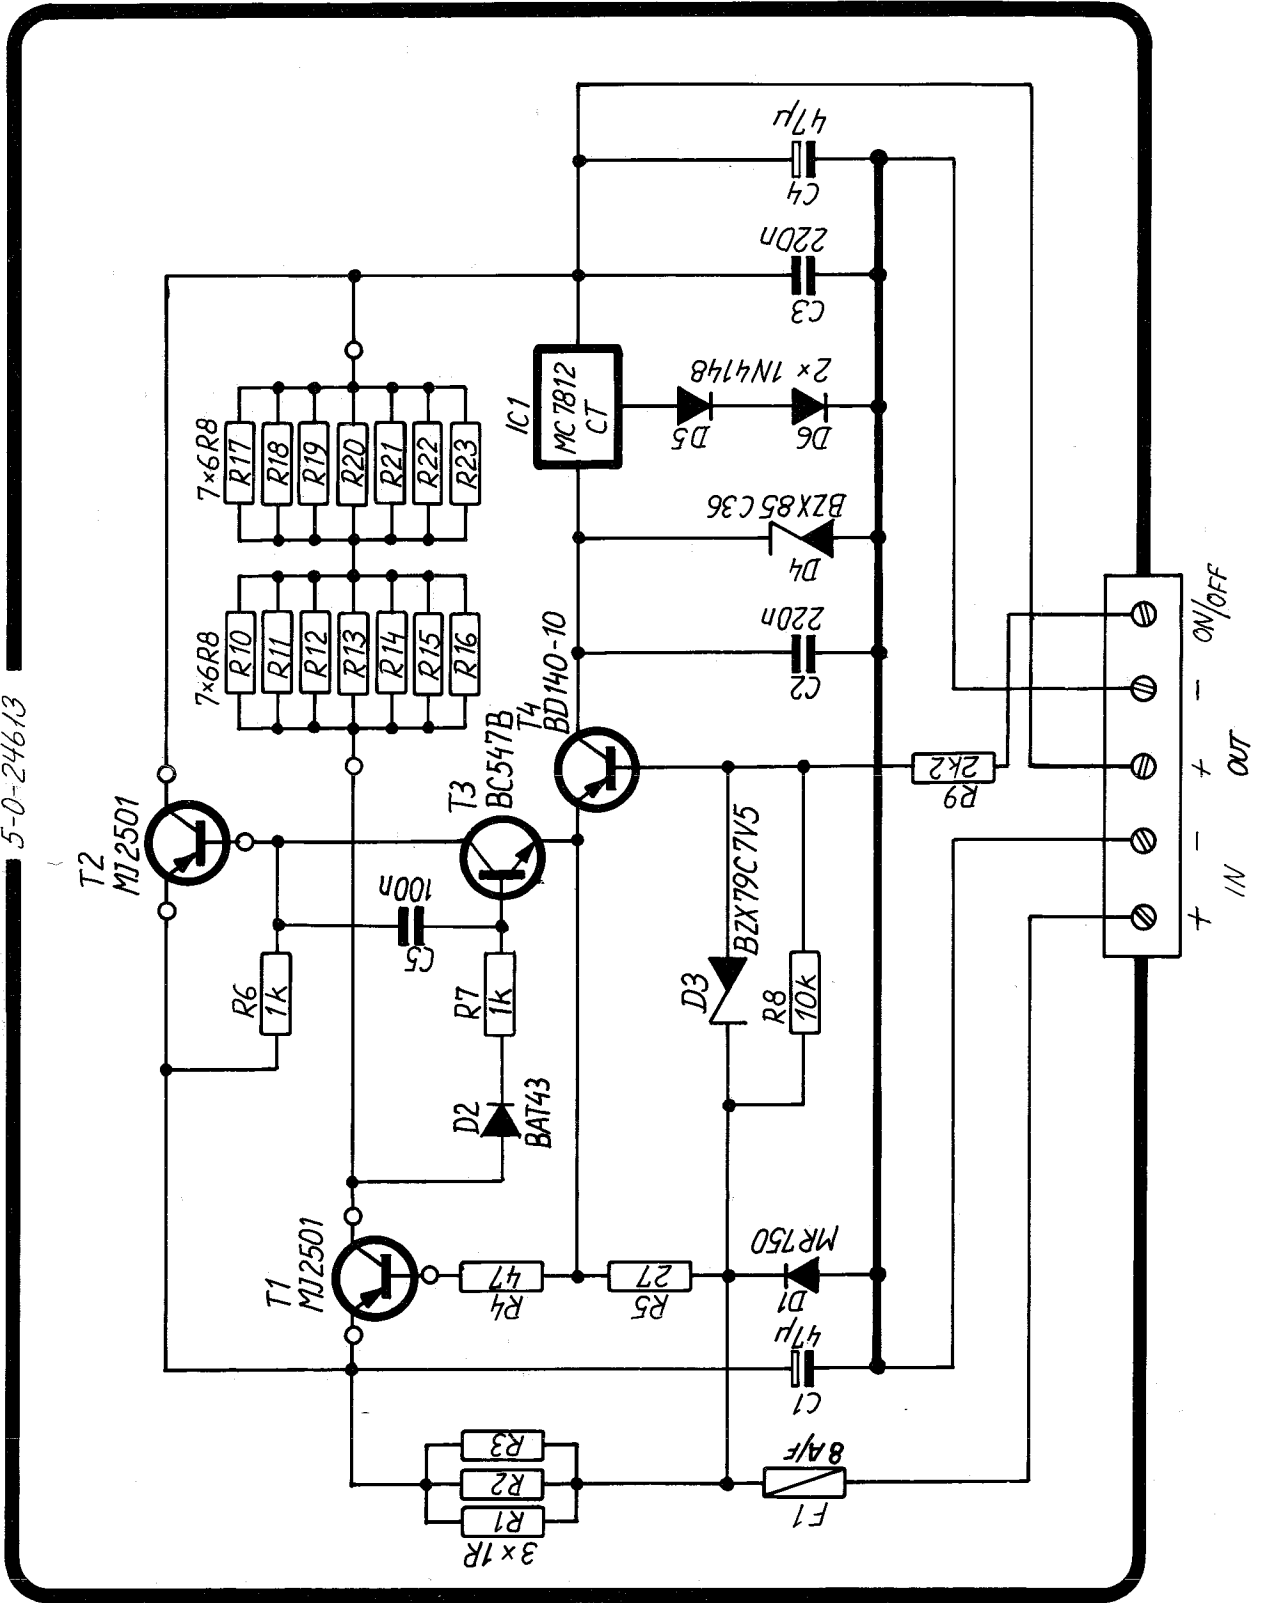 5-0-24613
T2
MJ2501
7×6R8
R10
R11
R12
R13
R14
R15
R16
7×6R8
R17
R18
R19
R20
R21
R22
R23
R6
1k
C5
100n
T3
BC547B
T4
BD140-10
IC1
MC7812
CT
C4
47µ
C3
220n
2×1N4148
D5
D6
BZX85C36
D4
220n
C2
R7
1k
D2
BAT43
D3
BZX79C7V5
R8
10k
R9
2k2
T1
MJ2501
R4
47
R5
27
MR750
D1
47µ
C1
R3
R2
R1
3×1R
8A/F
F1
ON/OFF
−
+
OUT
−
+
IN